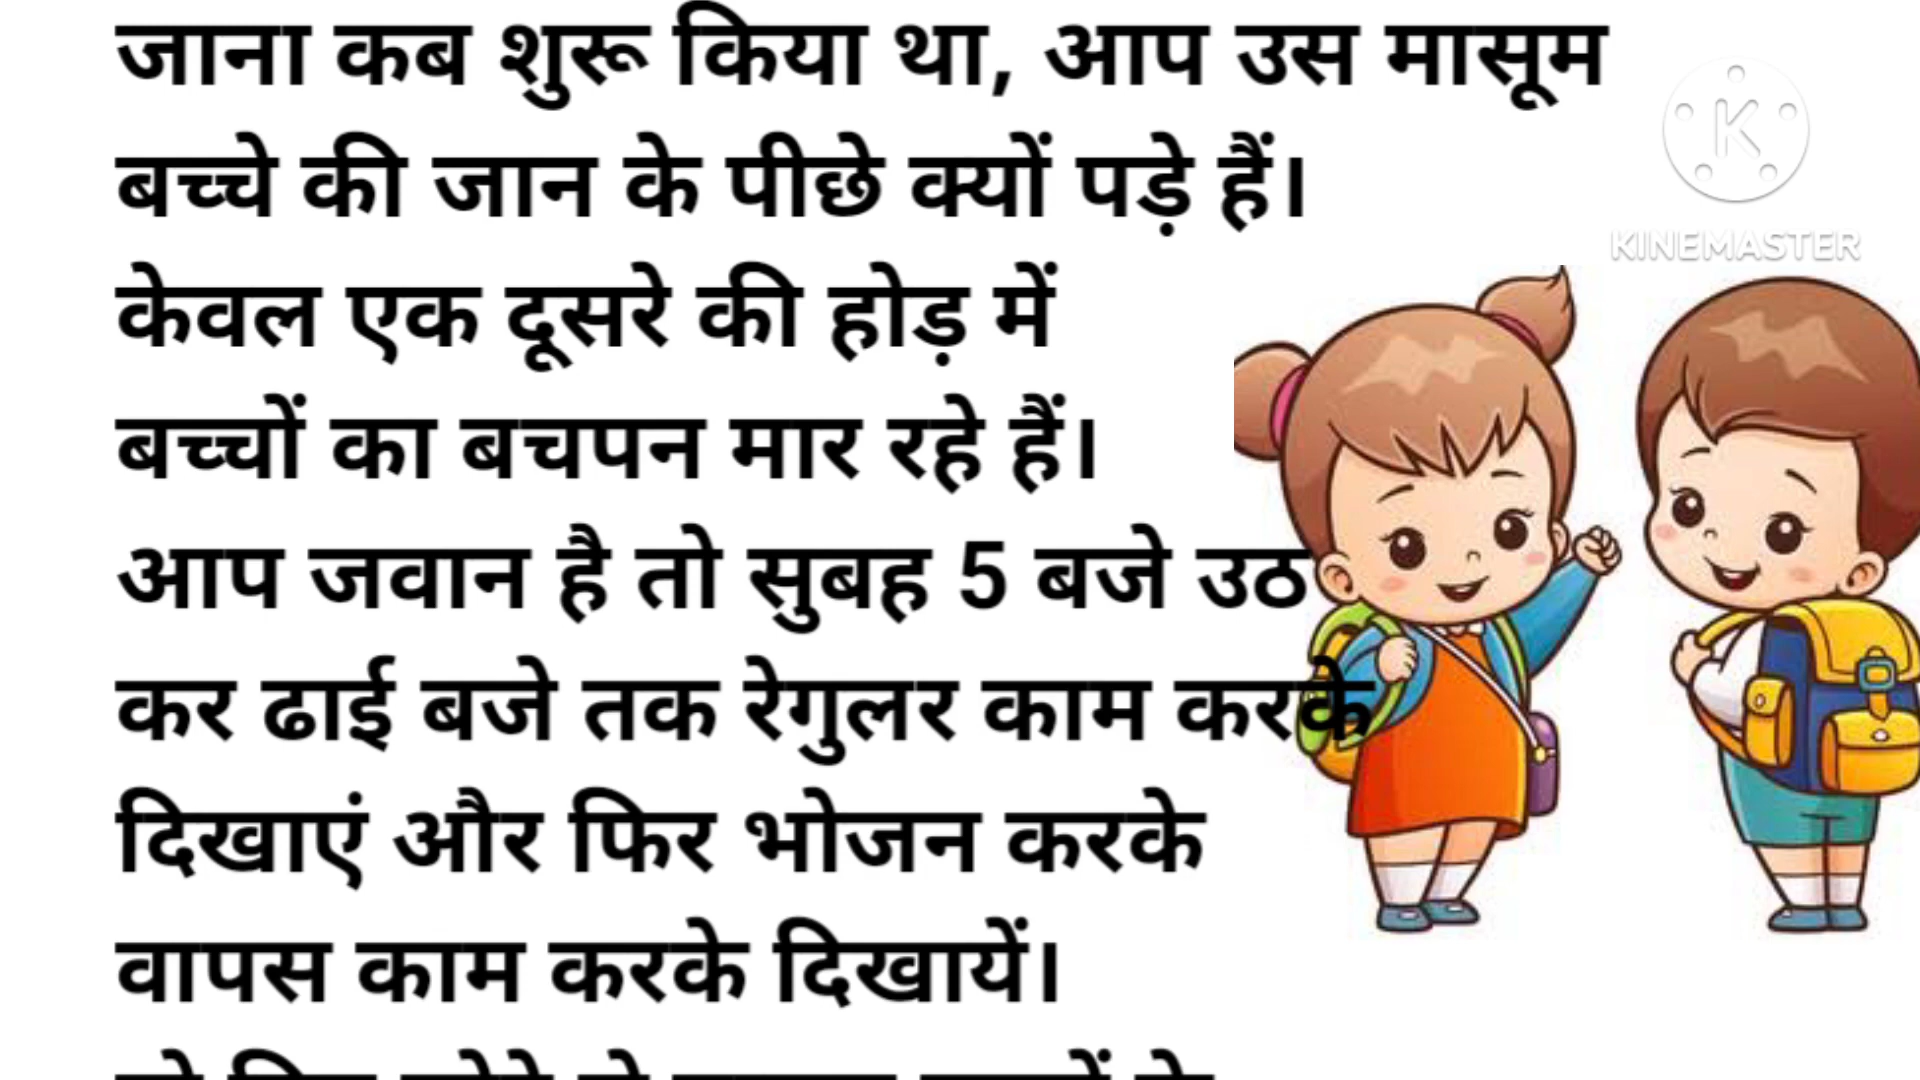 जाना कब शुरू किया था, आप उस मासूम
बच्चे की जान के पीछे क्यों पड़े हैं।
केवल एक दूसरे की होड़ में
बच्चों का बचपन मार रहे हैं।
आप जवान है तो सुबह 5 बजे उठ
कर ढाई बजे तक रेगुलर काम करके
दिखाएं और फिर भोजन करके
वापस काम करके दिखायें।
K
KINEMASTER